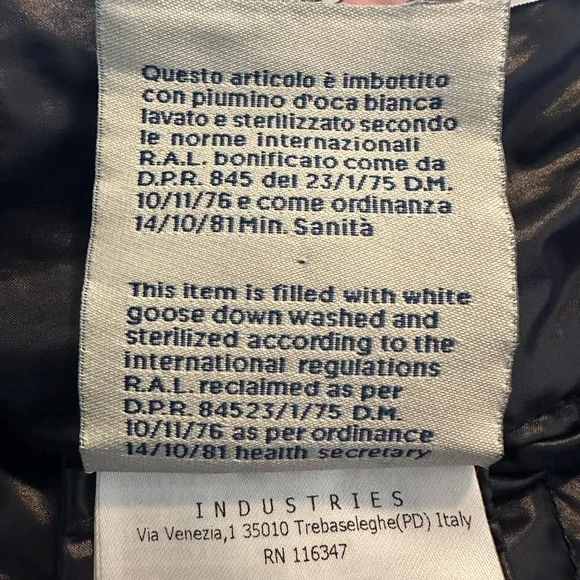 Questo articolo è imbottito
con piumino d'oca bianca
lavato e sterilizzato secondo
le norme internazionali
R.A.L. bonificato come da
D.P.R. 845 del 23/1/75 D.M.
10/11/76 e come ordinanza
14/10/81 Min. Sanità
This item is filled with white
goose down washed and
sterilized according to the
international regulations
R.A.L. reclaimed as per
D.P.R. 84523/1/75 D.M.
10/11/76 as per ordinance
14/10/81 health secretary
INDUSTRIES
Via Venezia,1 35010 Trebaseleghe(PD) Italy
RN 116347